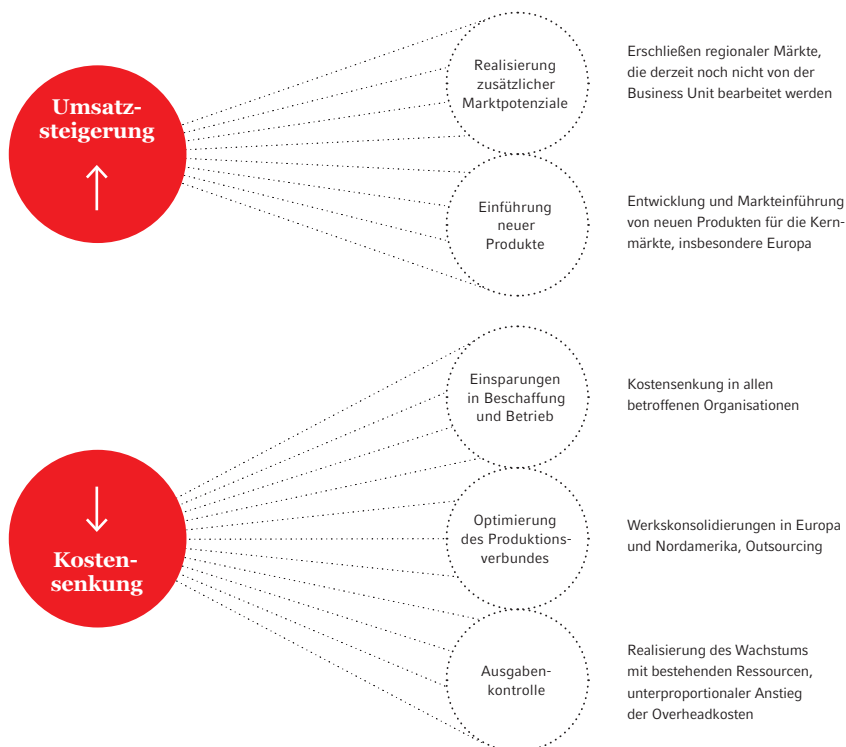 Umsatz-
steigerung
Realisierung
zusätzlicher
Marktpotenziale
Erschließen regionaler Märkte,
die derzeit noch nicht von der
Business Unit bearbeitet werden
Einführung
neuer
Produkte
Entwicklung und Markteinführung
von neuen Produkten für die Kern-
märkte, insbesondere Europa
Kosten-
senkung
Einsparungen
in Beschaffung
und Betrieb
Kostensenkung in allen
betroffenen Organisationen
Optimierung
des Produktions-
verbundes
Werkskonsolidierungen in Europa
und Nordamerika, Outsourcing
Ausgaben-
kontrolle
Realisierung des Wachstums
mit bestehenden Ressourcen,
unterproportionaler Anstieg
der Overheadkosten